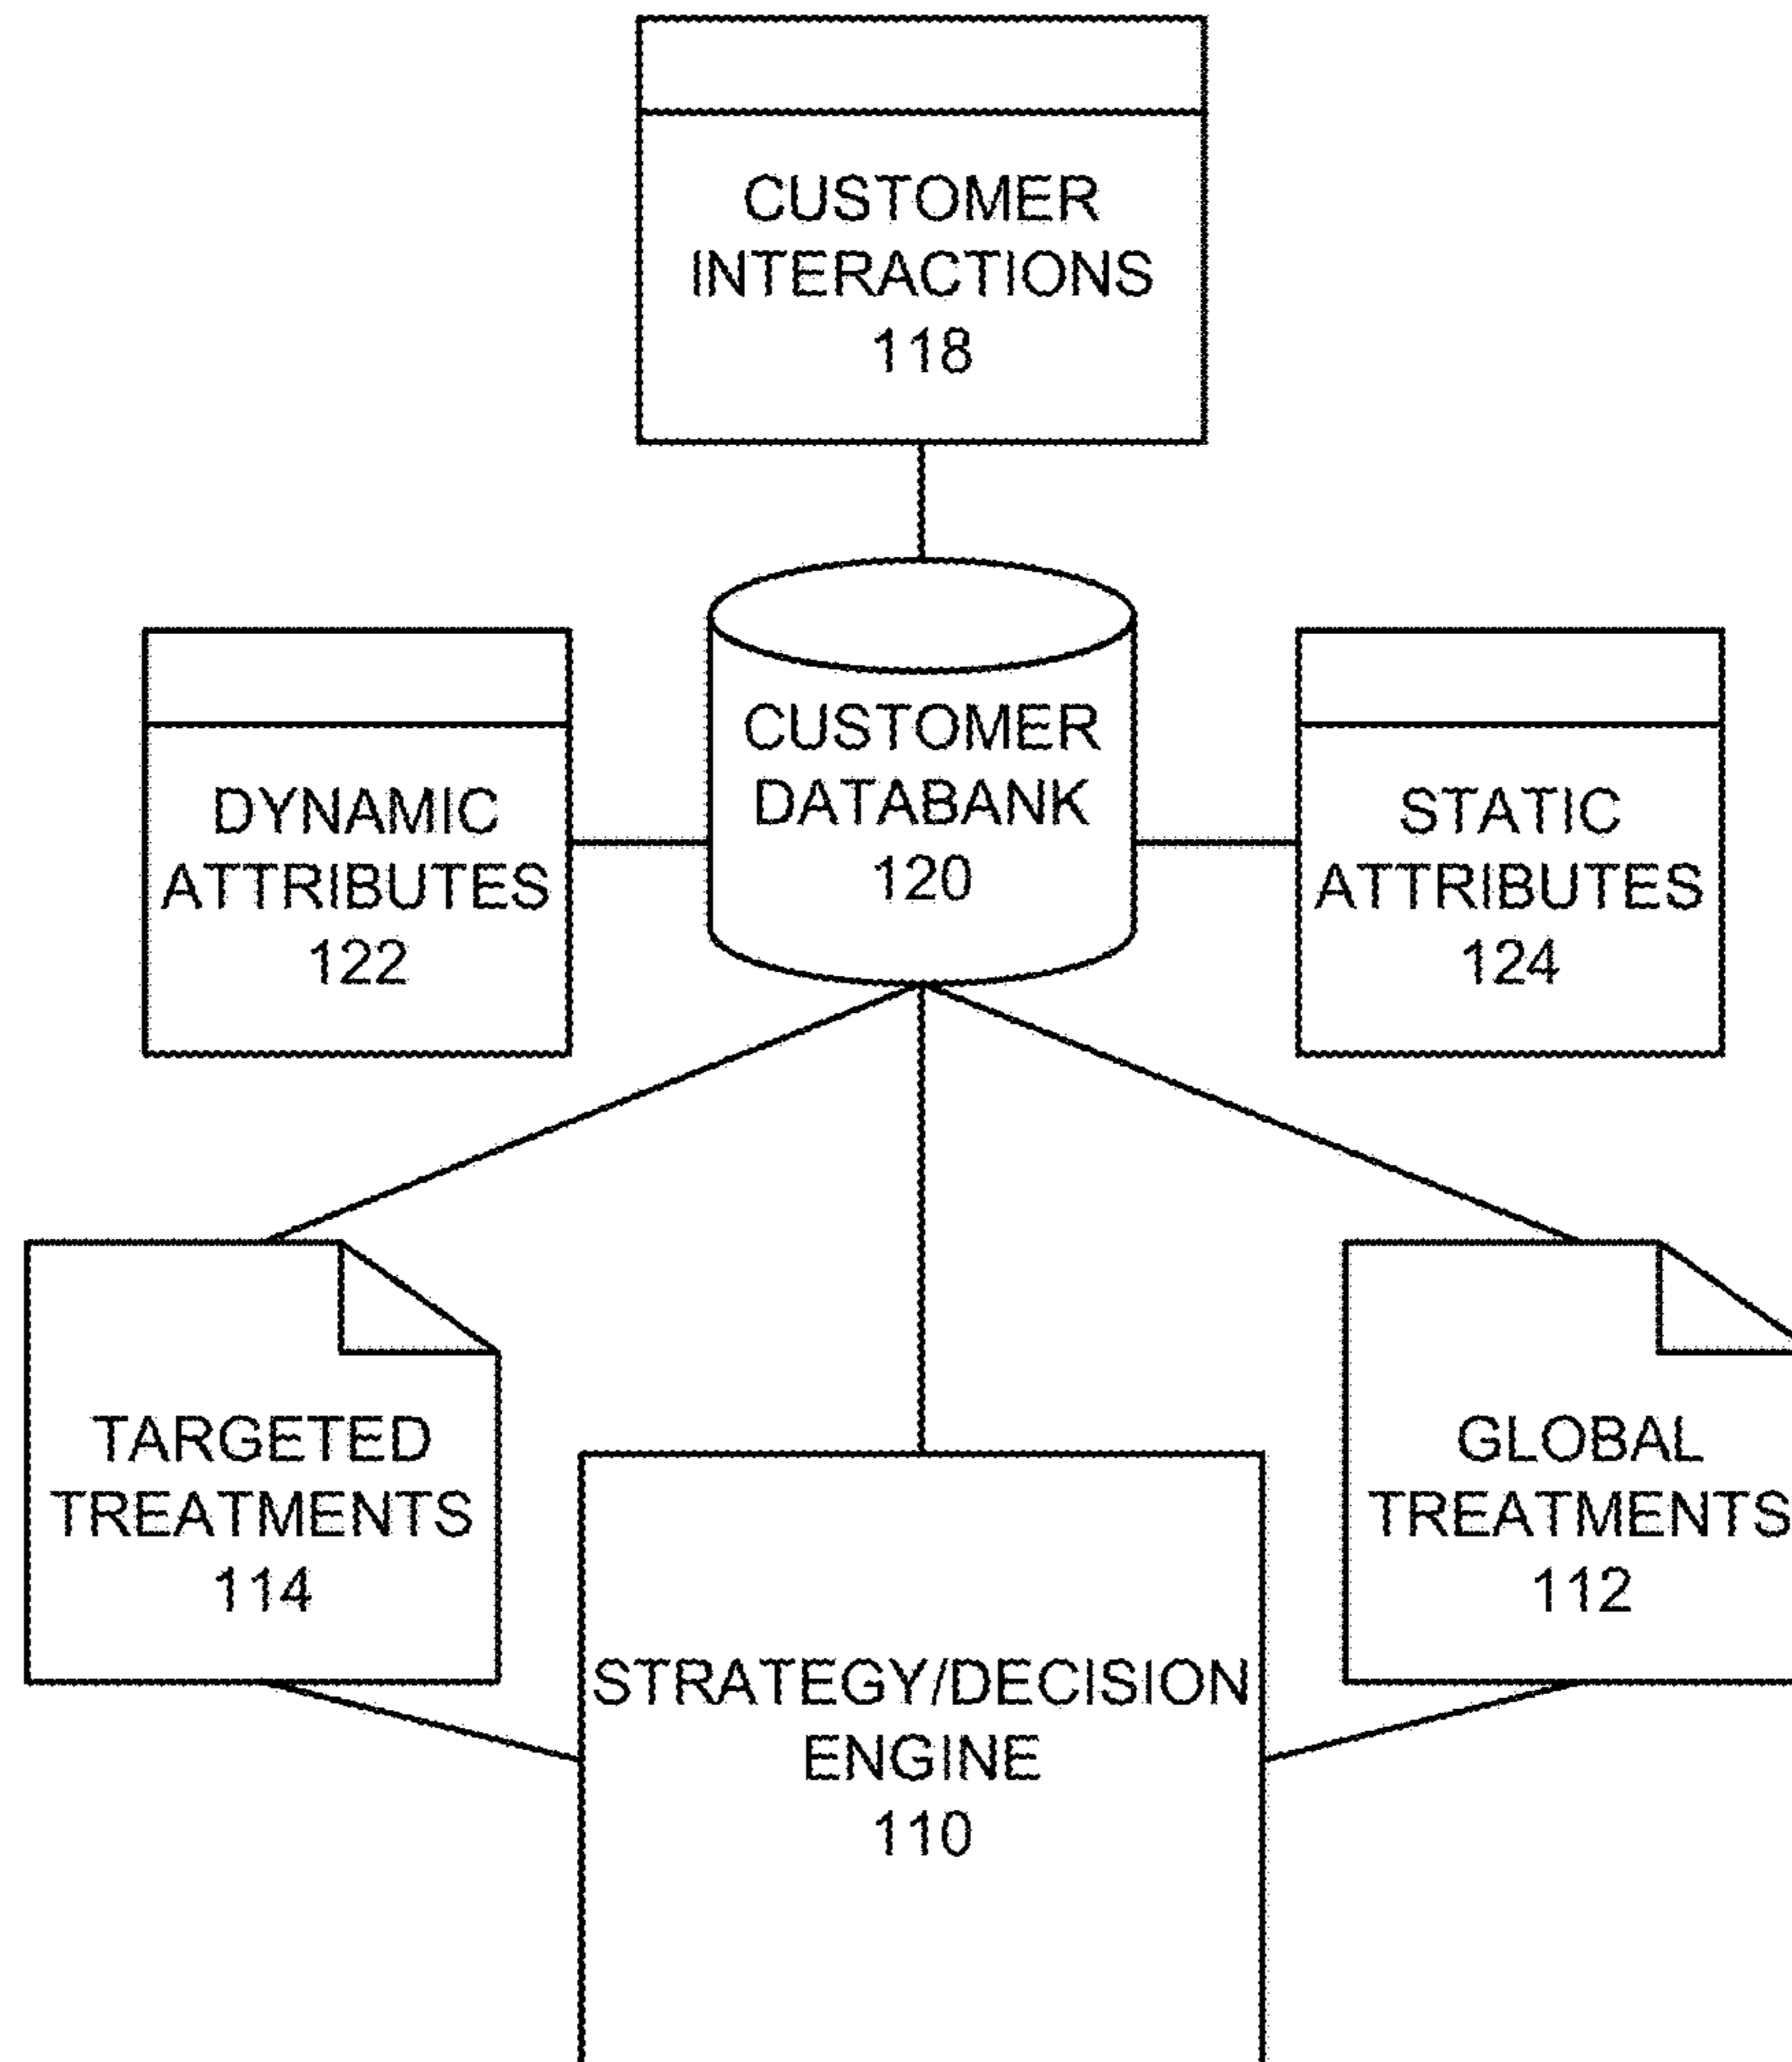 CUSTOMER
INTERACTIONS
118
CUSTOMER
DATABANK
120
DYNAMIC
ATTRIBUTES
122
STATIC
ATTRIBUTES
124
TARGETED
TREATMENTS
114
GLOBAL
TREATMENTS
112
STRATEGY/DECISION
ENGINE
110